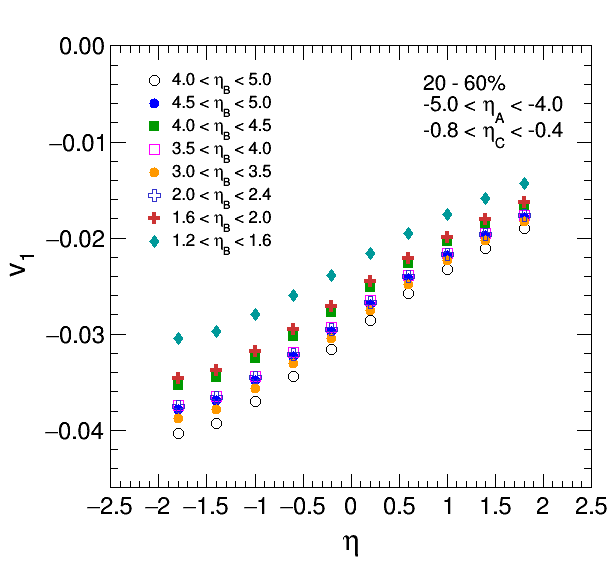 0.00
−0.01
−0.02
−0.03
−0.04
v1
4.0 < ηB < 5.0
4.5 < ηB < 5.0
4.0 < ηB < 4.5
3.5 < ηB < 4.0
3.0 < ηB < 3.5
2.0 < ηB < 2.4
1.6 < ηB < 2.0
1.2 < ηB < 1.6
20 - 60%
-5.0 < ηA < -4.0
-0.8 < ηC < -0.4
−2.5 −2 −1.5 −1 −0.5 0 0.5 1 1.5 2 2.5
η